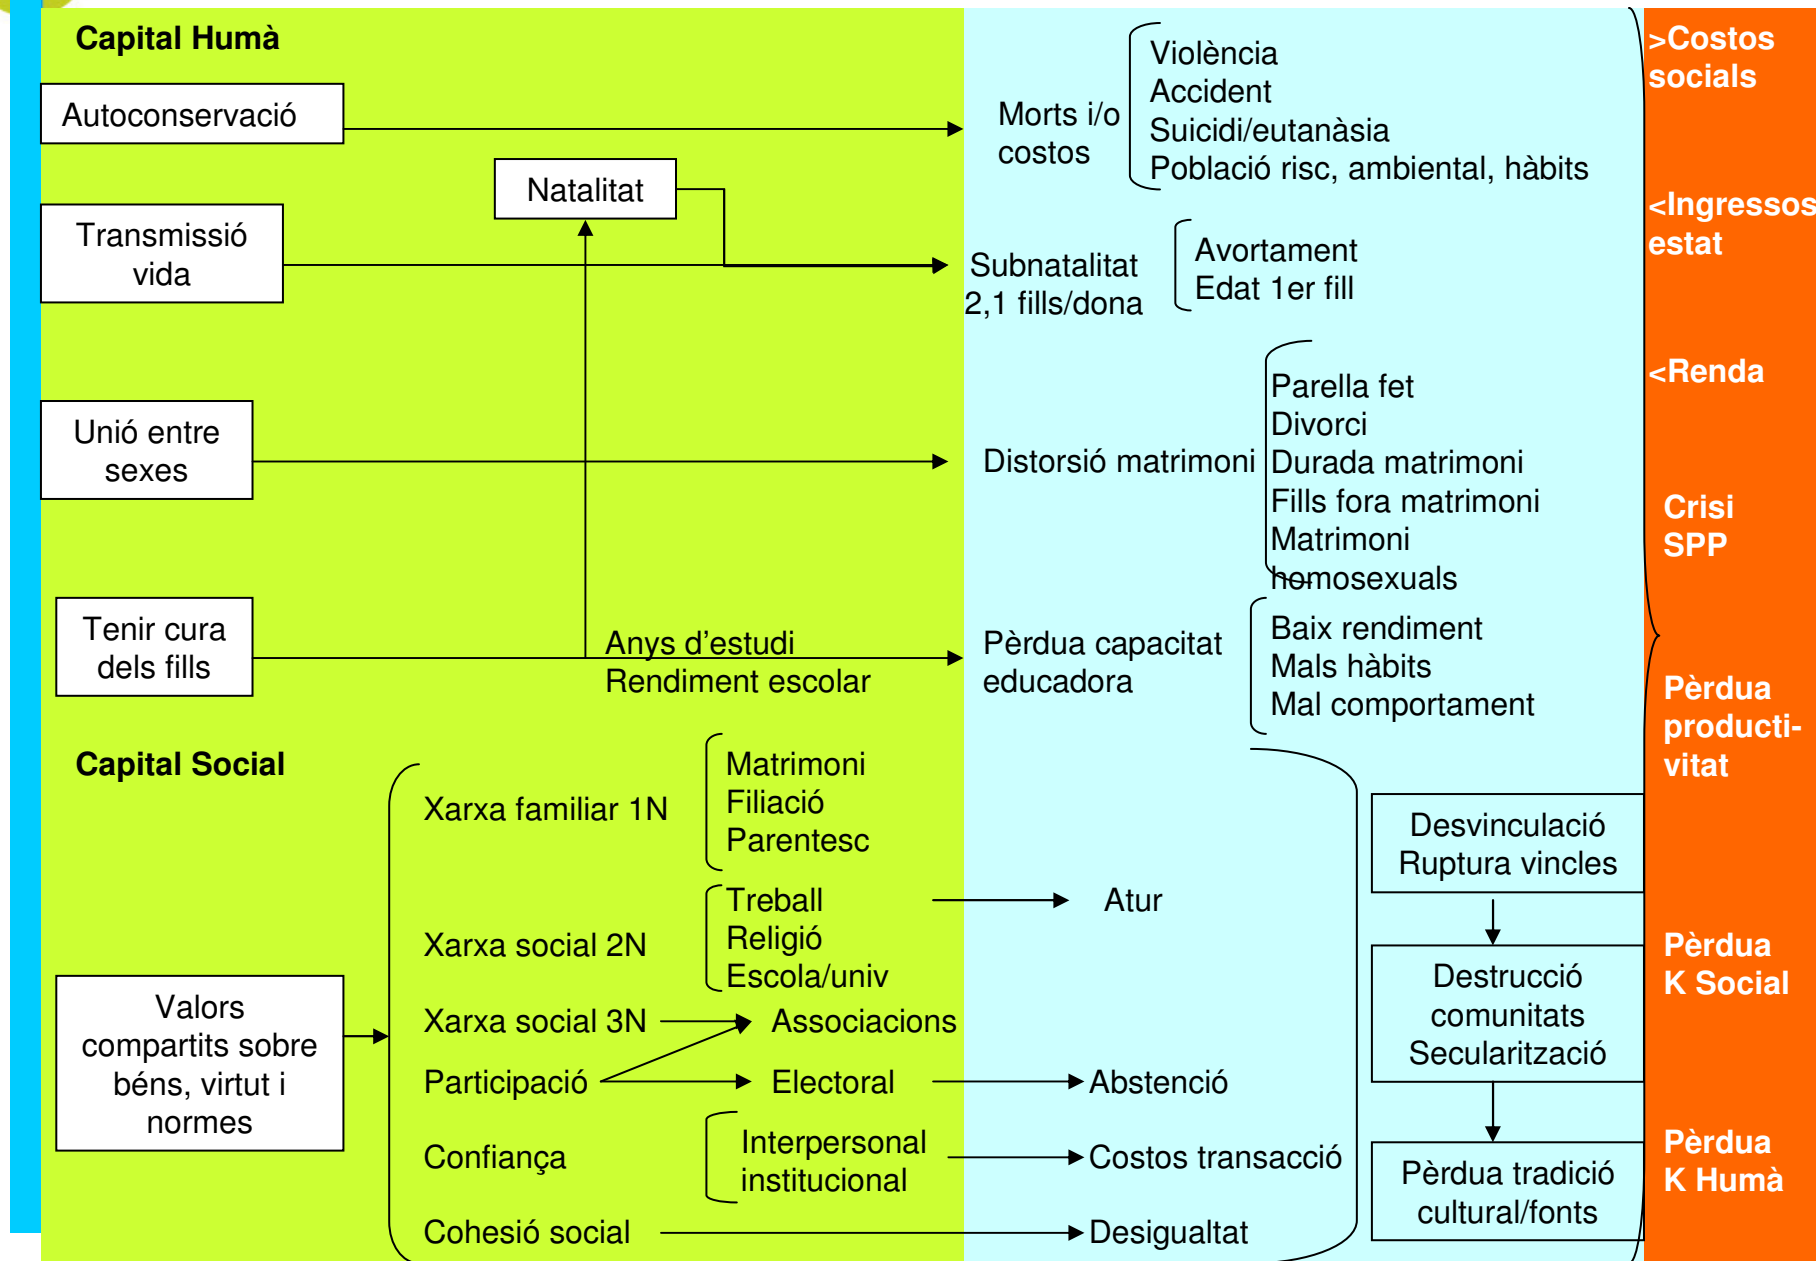 Capital Humà
Autoconservació
Morts i/o
costos
Violència
Accident
Suicidi/eutanàsia
Població risc, ambiental, hàbits
Natalitat
Transmissió
vida
Subnatalitat
2,1 fills/dona
Avortament
Edat 1er fill
Unió entre
sexes
Distorsió matrimoni
Parella fet
Divorci
Durada matrimoni
Fills fora matrimoni
Matrimoni
homosexuals
Tenir cura
dels fills
Anys d'estudi
Rendiment escolar
Pèrdua capacitat
educadora
Baix rendiment
Mals hàbits
Mal comportament
Capital Social
Valors
compartits sobre
béns, virtut i
normes
Xarxa familiar 1N
Matrimoni
Filiació
Parentesc
Xarxa social 2N
Treball
Religió
Escola/univ
Atur
Xarxa social 3N
Associacions
Participació
Electoral
Abstenció
Confiança
Interpersonal
institucional
Costos transacció
Cohesió social
Desigualtat
Desvinculació
Ruptura vincles
Destrucció
comunitats
Secularització
Pèrdua tradició
cultural/fonts
>Costos
socials
<Ingressos
estat
<Renda
Crisi
SPP
Pèrdua
producti-
vitat
Pèrdua
K Social
Pèrdua
K Humà